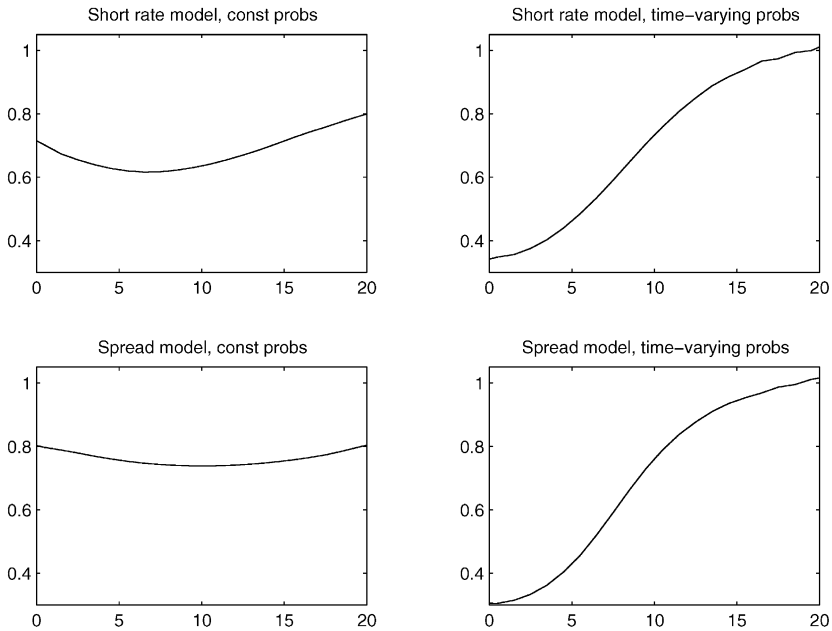 Short rate model, const probs
1
0.8
0.6
0.4
0 5 10 15 20
Short rate model, time−varying probs
1
0.8
0.6
0.4
0 5 10 15 20
Spread model, const probs
1
0.8
0.6
0.4
0 5 10 15 20
Spread model, time−varying probs
1
0.8
0.6
0.4
0 5 10 15 20